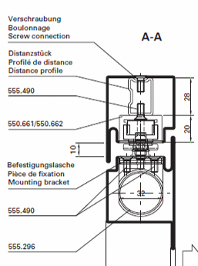 Verschraubung
Boulonnage
Screw connection
A-A
Distanzstück
Profilé de distance
Distance profile
555.490
28
550.661/550.662
20
10
Befestigungslasche
Pièce de fixation
Mounting bracket
32
555.490
555.296